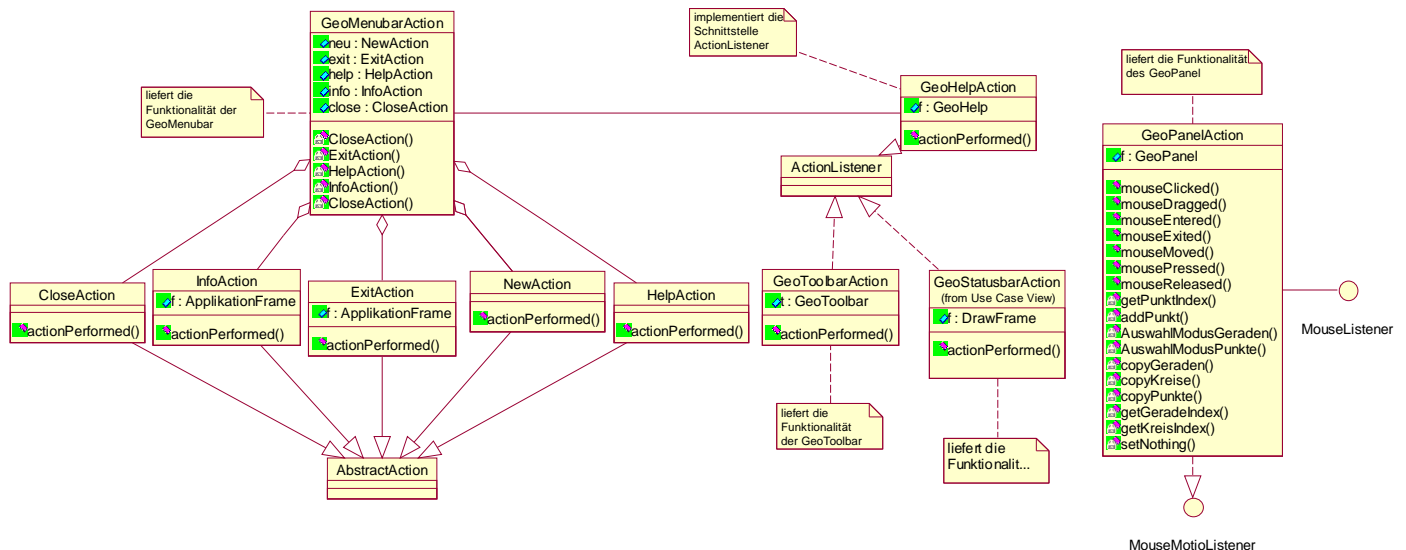 GeoMenubarAction
neu : NewAction
exit : ExitAction
help : HelpAction
info : InfoAction
close : CloseAction
CloseAction()
ExitAction()
HelpAction()
InfoAction()
CloseAction()
liefert die
Funktionalität der
GeoMenubar
implementiert die
Schnittstelle
ActionListener
GeoHelpAction
f : GeoHelp
actionPerformed()
ActionListener
liefert die Funktionalität
des GeoPanel
GeoPanelAction
f : GeoPanel
mouseClicked()
mouseDragged()
mouseEntered()
mouseExited()
mouseMoved()
mousePressed()
mouseReleased()
getPunktIndex()
addPunkt()
AuswahlModusGeraden()
AuswahlModusPunkte()
copyGeraden()
copyKreise()
copyPunkte()
getGeradeIndex()
getKreisIndex()
setNothing()
MouseListener
MouseMotioListener
CloseAction
actionPerformed()
InfoAction
f : ApplikationFrame
actionPerformed()
ExitAction
f : ApplikationFrame
actionPerformed()
NewAction
actionPerformed()
HelpAction
actionPerformed()
GeoToolbarAction
t : GeoToolbar
actionPerformed()
GeoStatusbarAction
(from Use Case View)
f : DrawFrame
actionPerformed()
liefert die
Funktionalität
der GeoToolbar
liefert die
Funktionalit...
AbstractAction